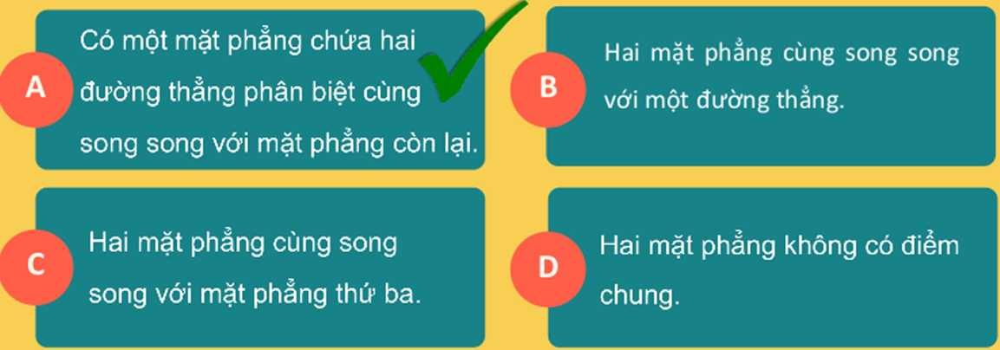 A
Có một mặt phẳng chứa hai
đường thẳng phân biệt cùng
song song với mặt phẳng còn lại.
B
Hai mặt phẳng cùng song song
với một đường thẳng.
C
Hai mặt phẳng cùng song
song với mặt phẳng thứ ba.
D
Hai mặt phẳng không có điểm
chung.